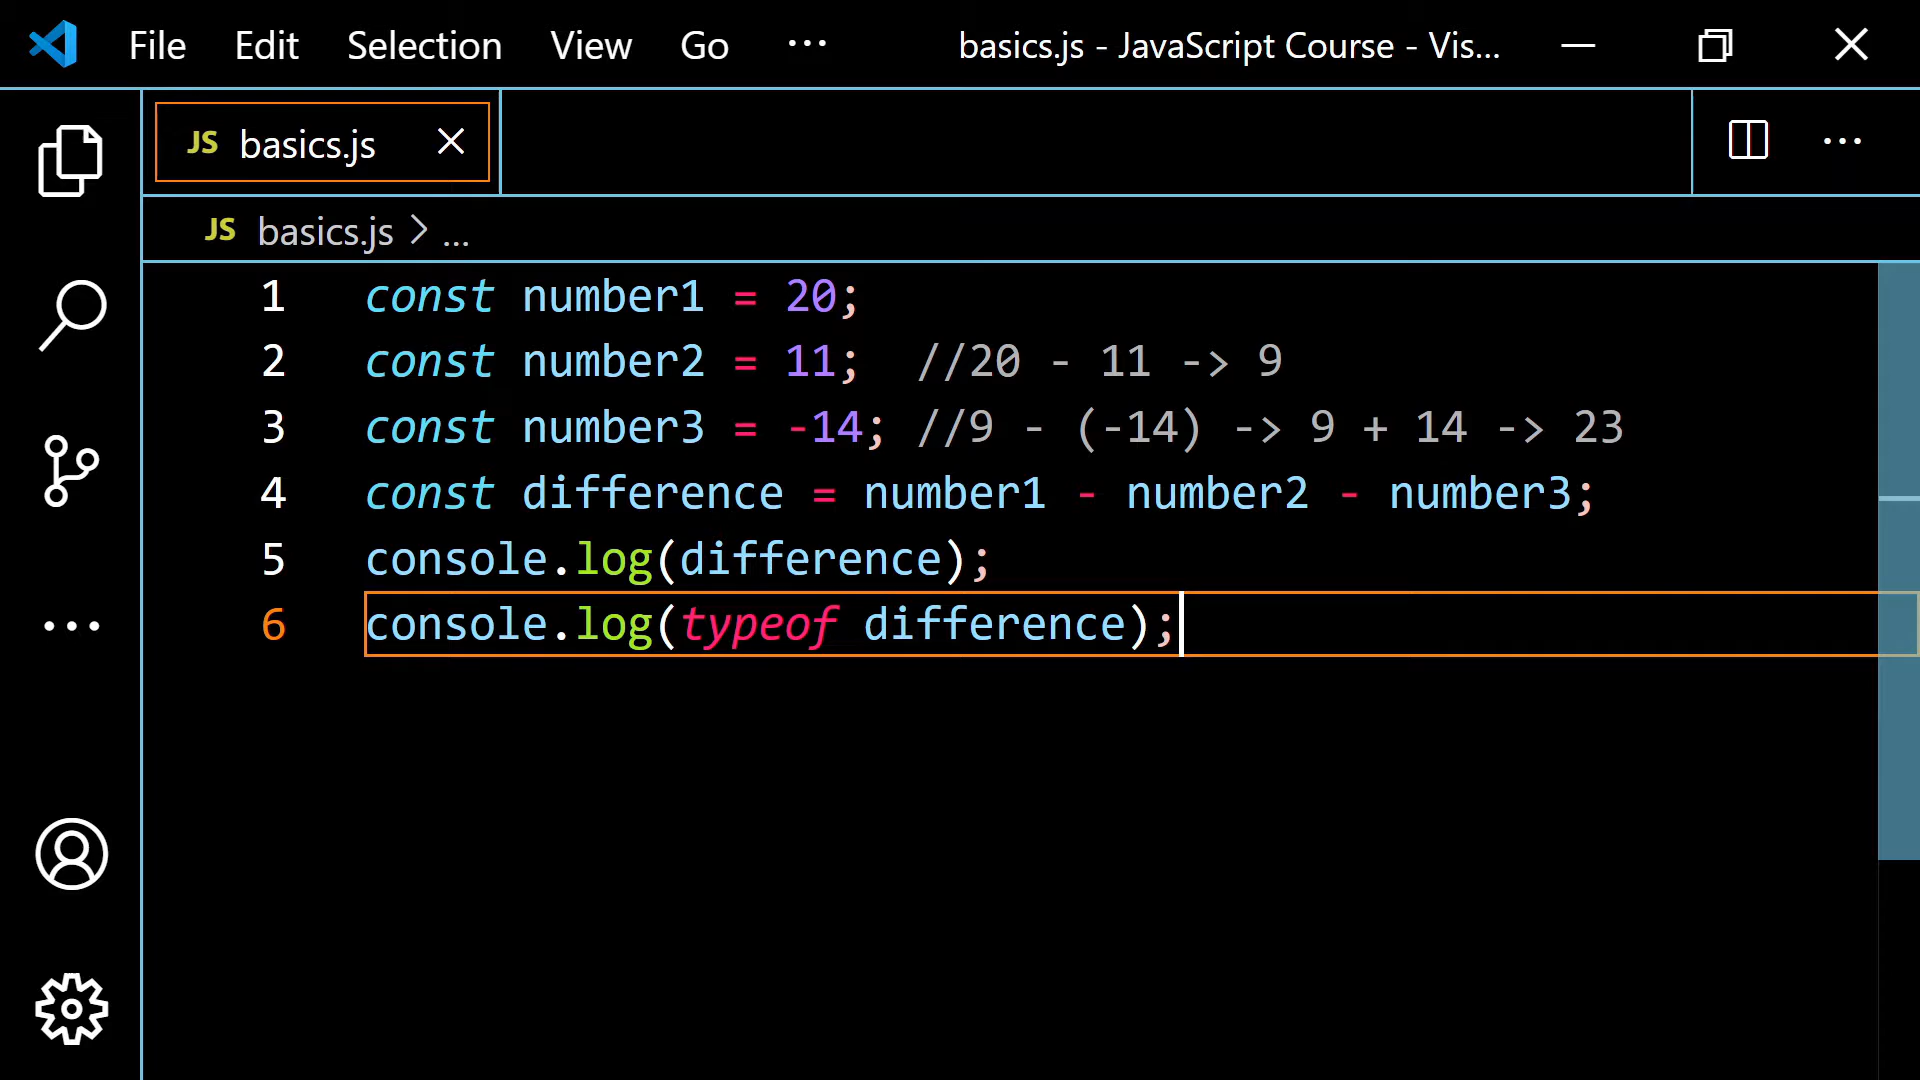 File Edit Selection View Go ··· basics.js - JavaScript Course - Vis...
JS basics.js
JS basics.js > ...
1 const number1 = 20;
2 const number2 = 11;  //20 - 11 -> 9
3 const number3 = -14; //9 - (-14) -> 9 + 14 -> 23
4 const difference = number1 - number2 - number3;
5 console.log(difference);
6 console.log(typeof difference);